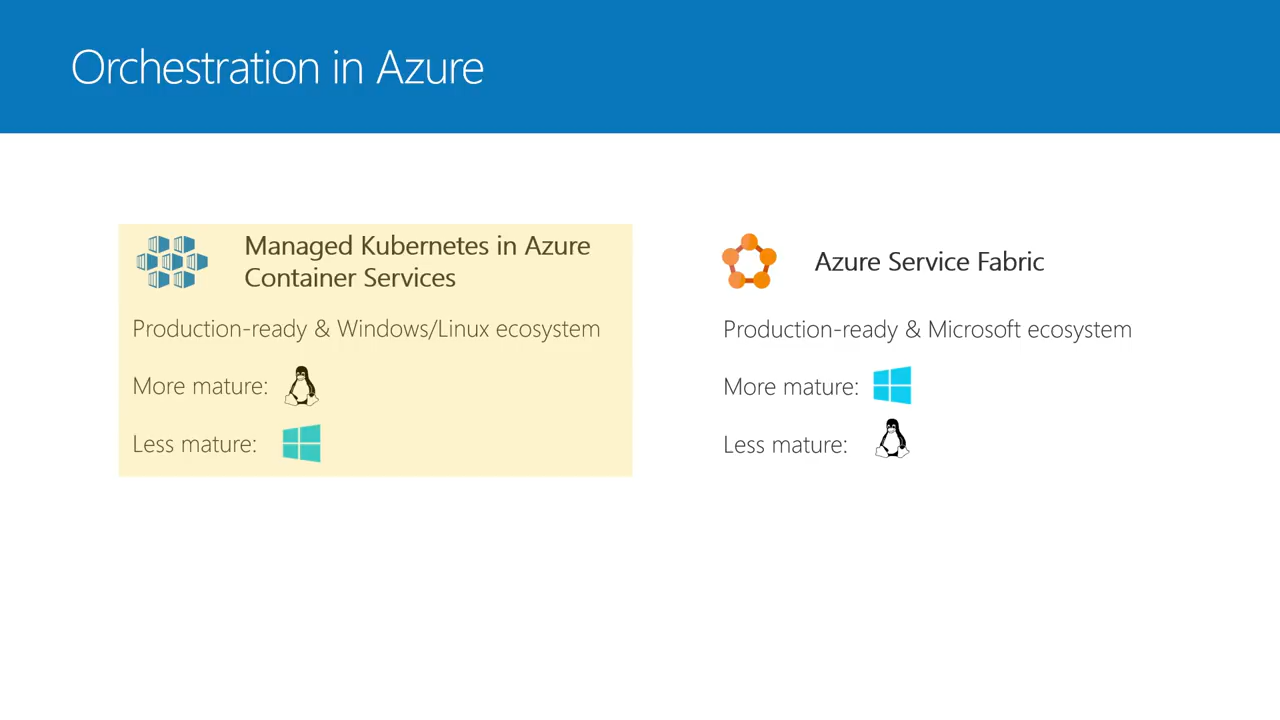 Orchestration in Azure
Managed Kubernetes in Azure
Container Services
Production-ready & Windows/Linux ecosystem
More mature:
Less mature:
Azure Service Fabric
Production-ready & Microsoft ecosystem
More mature:
Less mature: